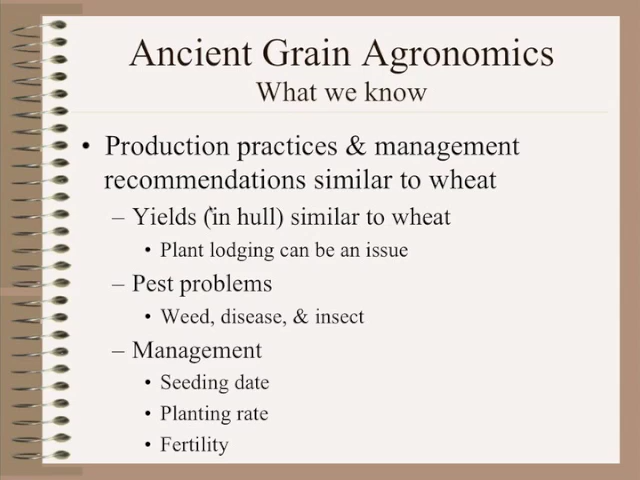 Ancient Grain Agronomics
What we know
• Production practices & management
recommendations similar to wheat
– Yields (in hull) similar to wheat
• Plant lodging can be an issue
– Pest problems
• Weed, disease, & insect
– Management
• Seeding date
• Planting rate
• Fertility